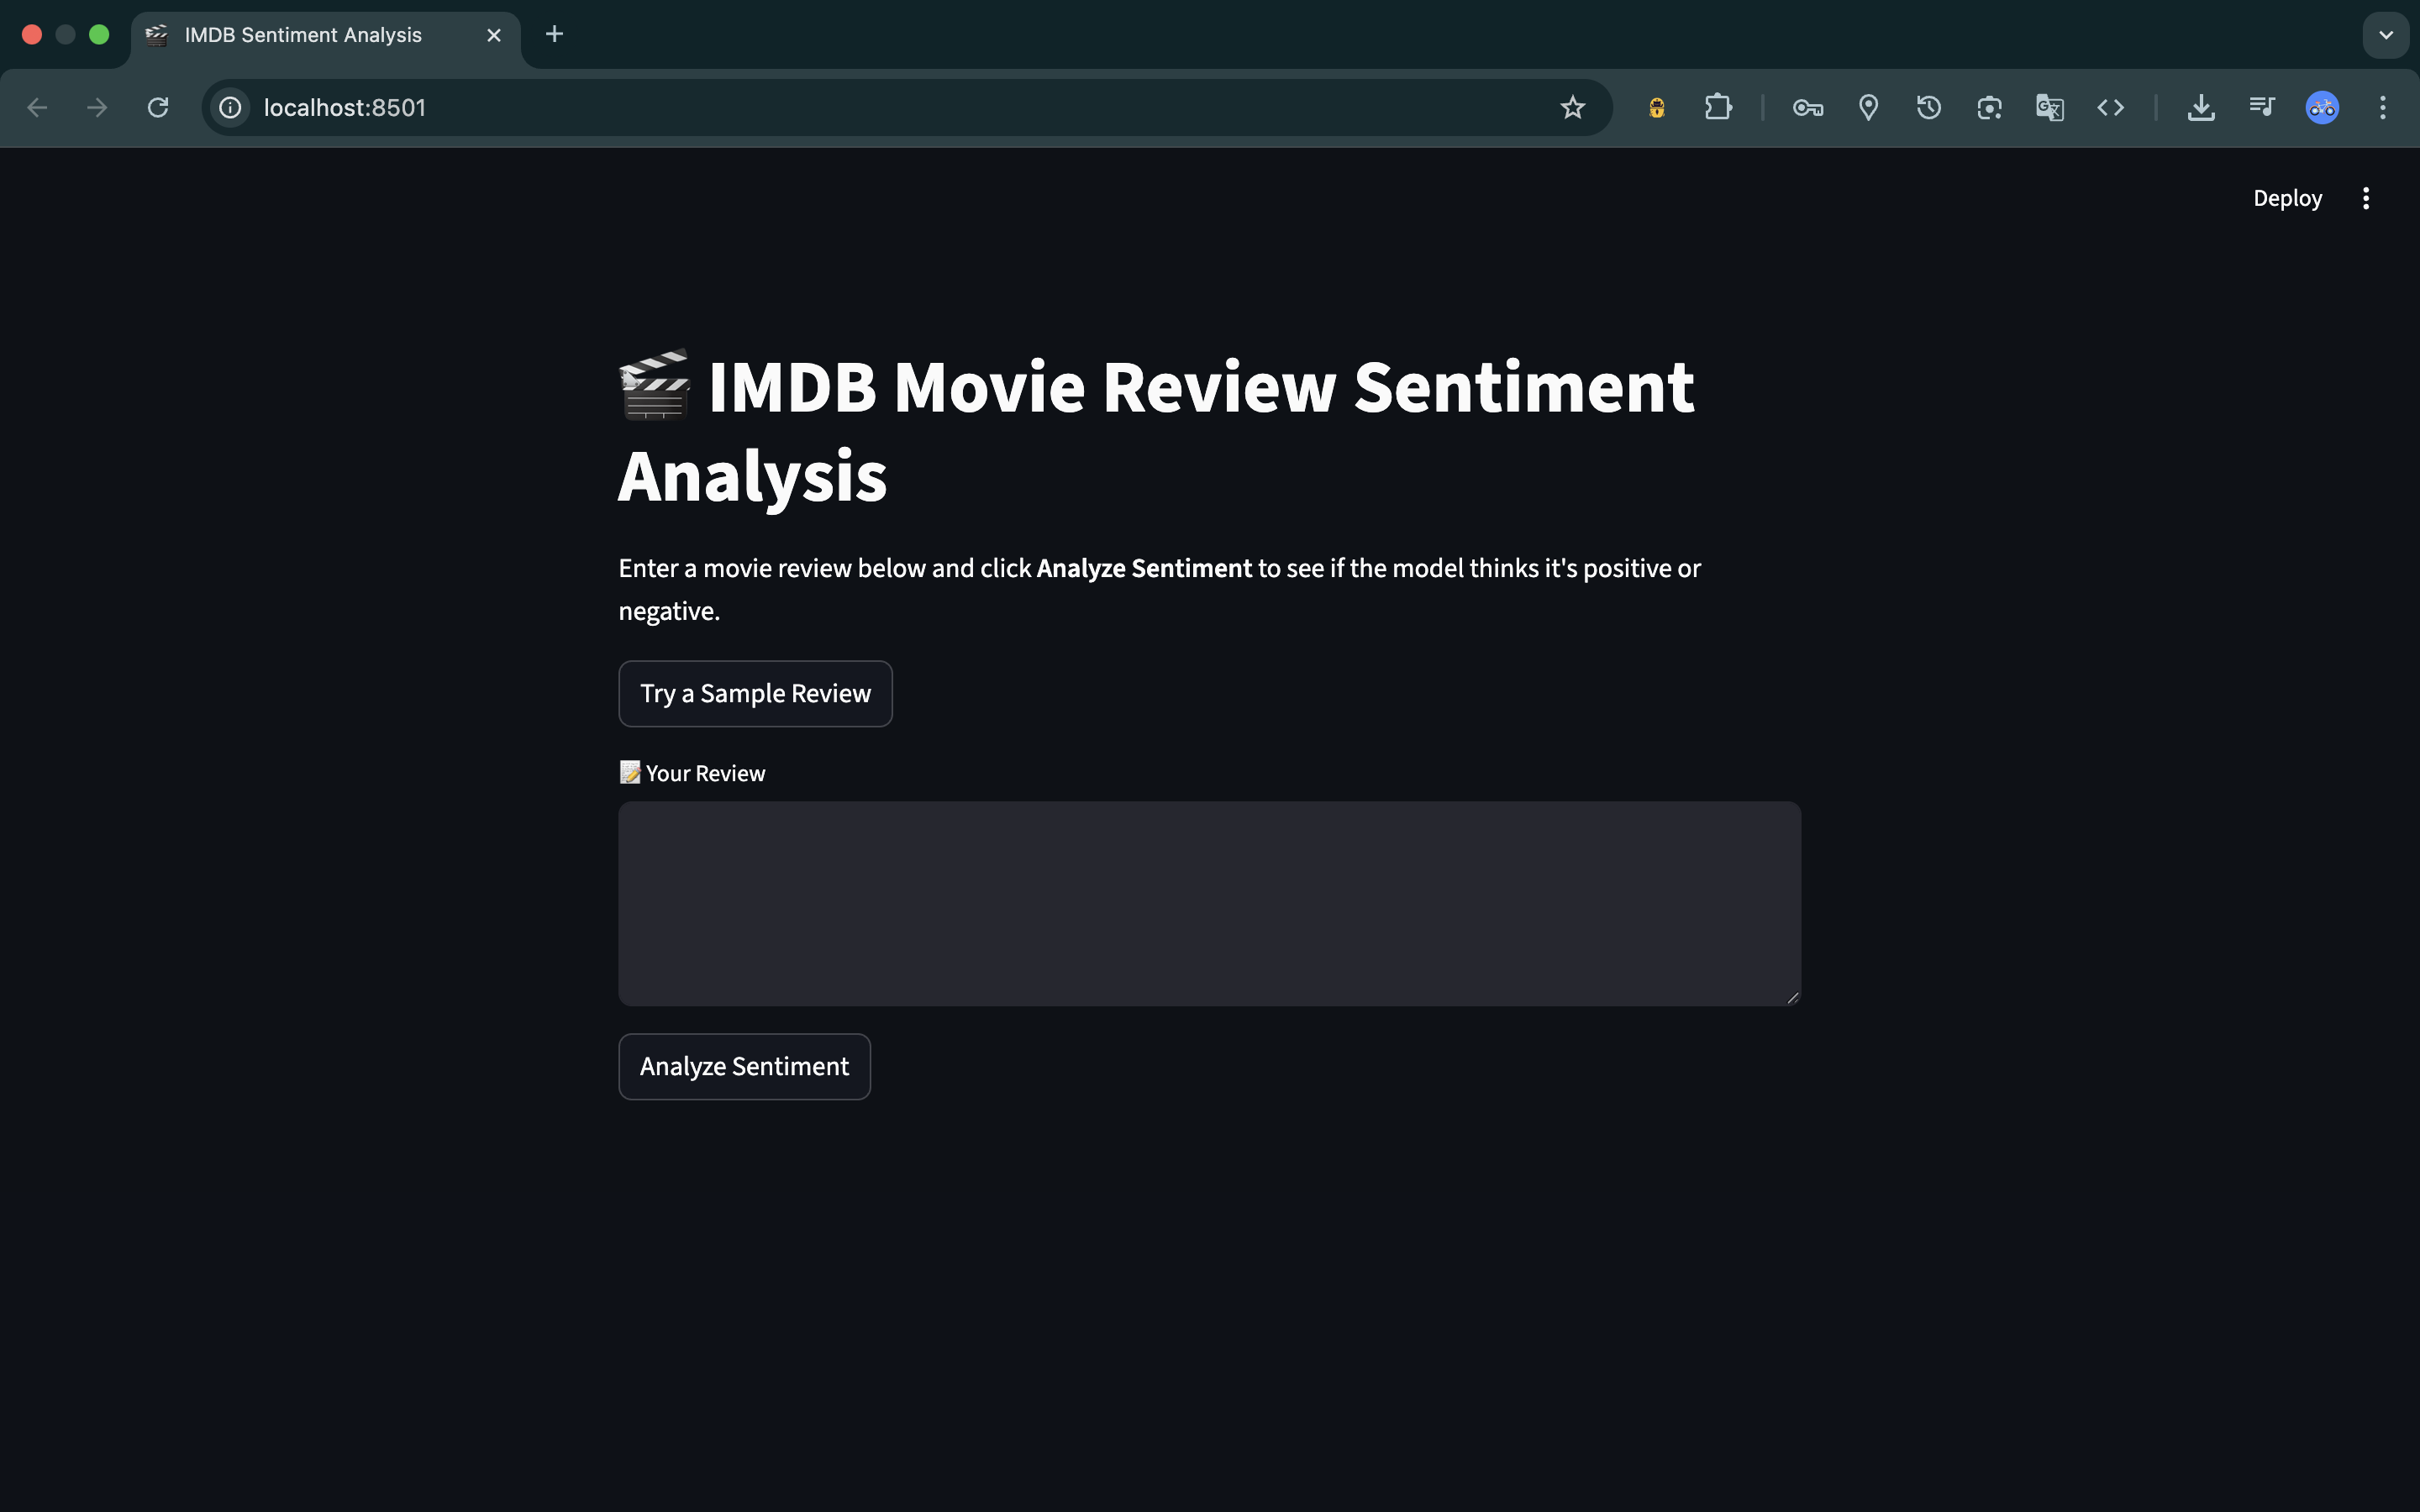 IMDB Sentiment Analysis
localhost:8501
Deploy
IMDB Movie Review Sentiment
Analysis
Enter a movie review below and click Analyze Sentiment to see if the model thinks it's positive or
negative.
Try a Sample Review
Your Review
Analyze Sentiment